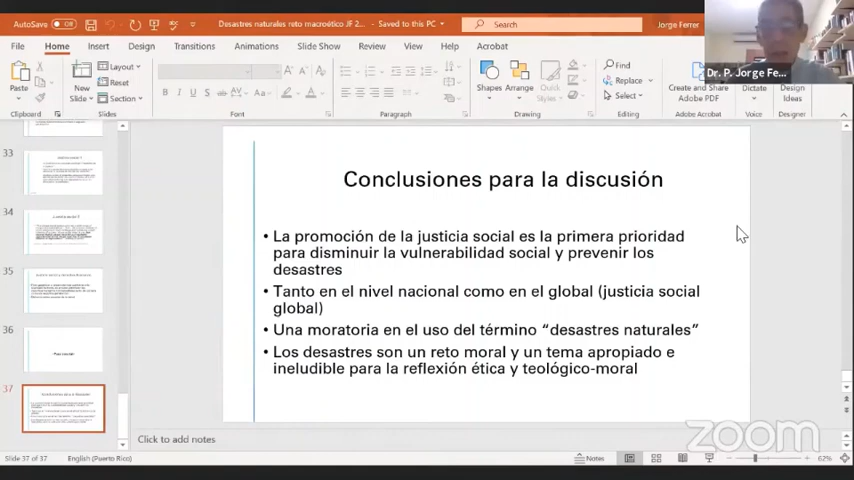 AutoSave Off
Desastres naturales reto macroético JF 2... - Saved to this PC
Search
Jorge Ferrer
File Home Insert Design Transitions Animations Slide Show Review View Help Acrobat
Paste
New Slide
Layout
Reset
Section
Shapes
Arrange
Quick Styles
Find
Replace
Select
Create and Share Adobe PDF
Dictate
Design Ideas
Clipboard Slides Font Paragraph Drawing Editing Adobe Acrobat Voice Designer
Dr. P. Jorge Fe...
33
34
35
36
37
Conclusiones para la discusión
• La promoción de la justicia social es la primera prioridad
para disminuir la vulnerabilidad social y prevenir los
desastres
• Tanto en el nivel nacional como en el global (justicia social
global)
• Una moratoria en el uso del término “desastres naturales”
• Los desastres son un reto moral y un tema apropiado e
ineludible para la reflexión ética y teológico-moral
zoom
Click to add notes
Slide 37 of 37 English (Puerto Rico) Notes 62%